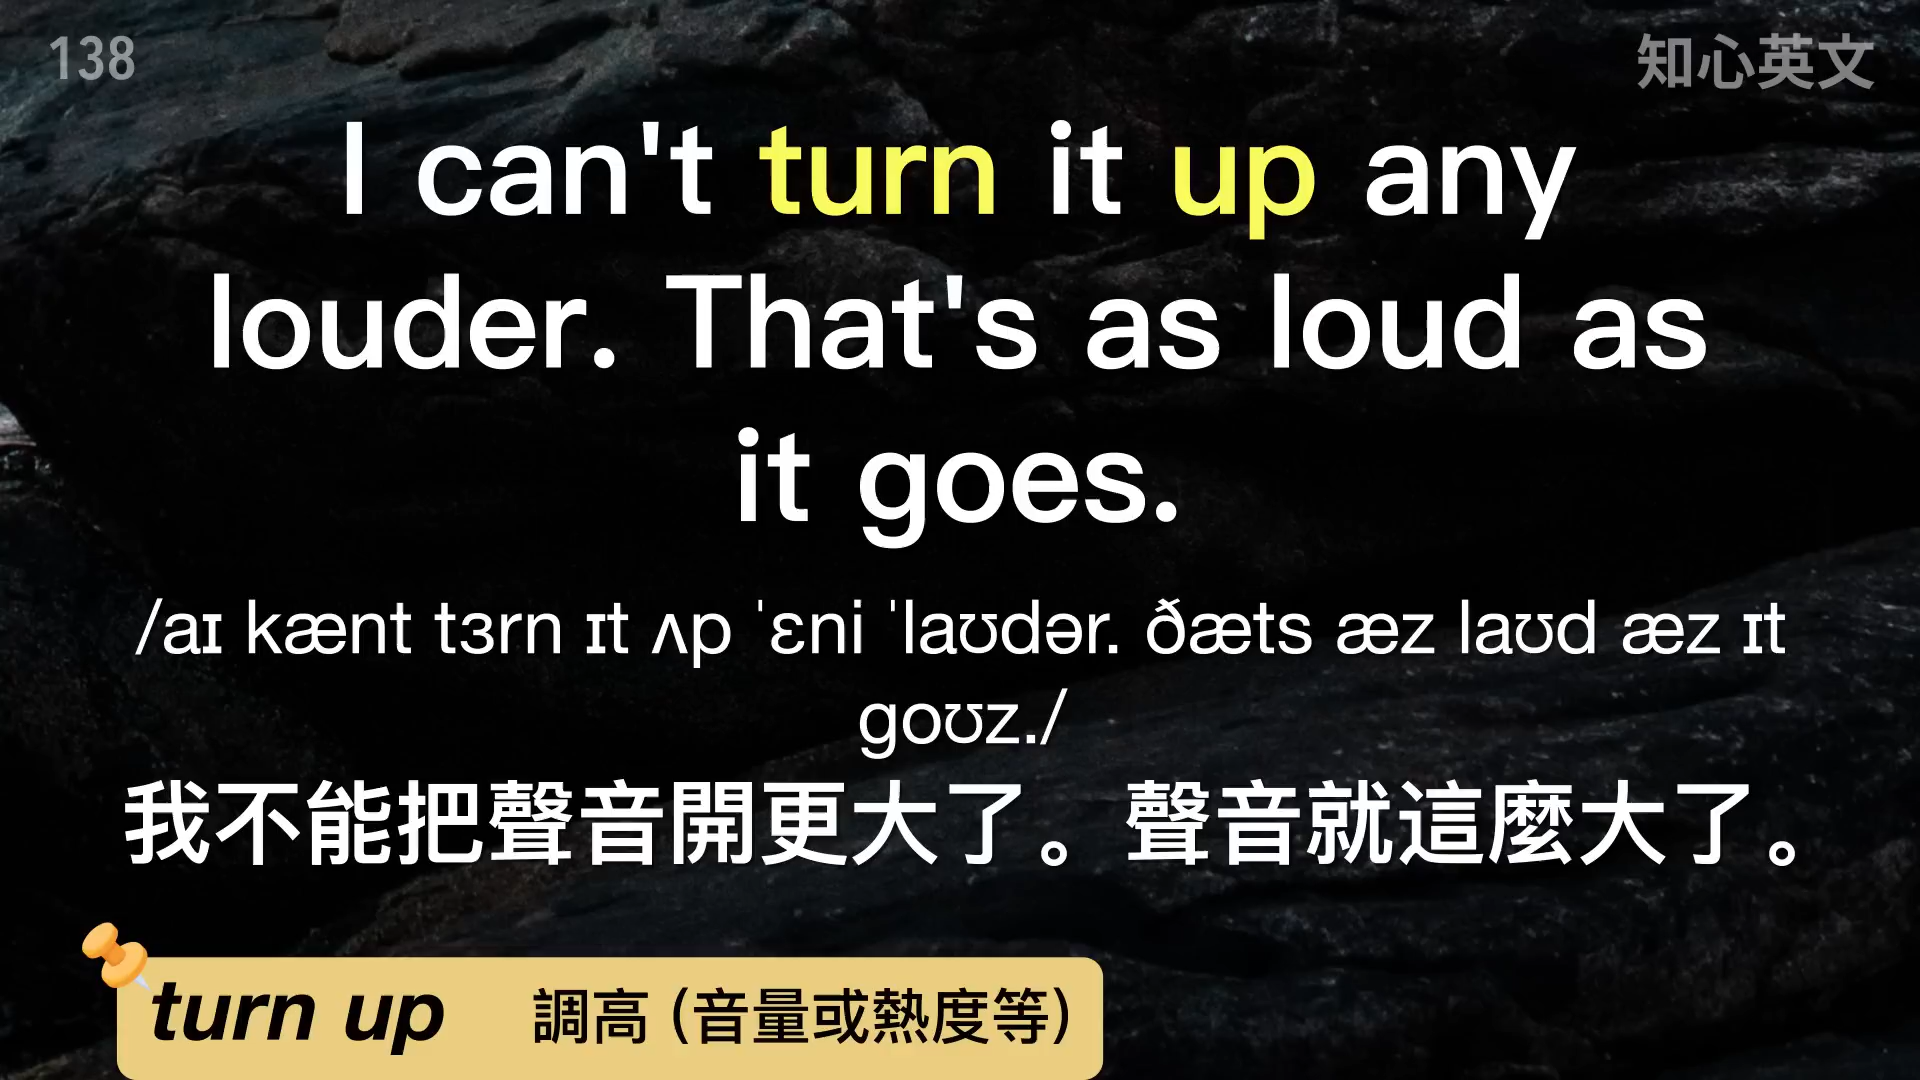 138
知心英文
I can't turn it up any
louder. That's as loud as
it goes.
/aɪ kænt tɜrn ɪt ʌp ˈɛni ˈlaʊdər. ðæts æz laʊd æz ɪt
goʊz./
我不能把聲音開更大了。聲音就這麼大了。
turn up 調高（音量或熱度等）